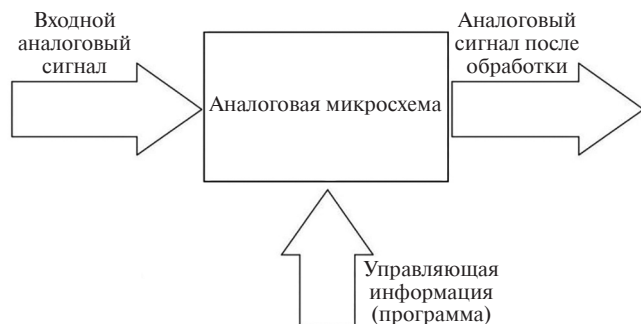 Входной
аналоговый
сигнал
Аналоговая микросхема
Аналоговый
сигнал после
обработки
Управляющая
информация
(программа)